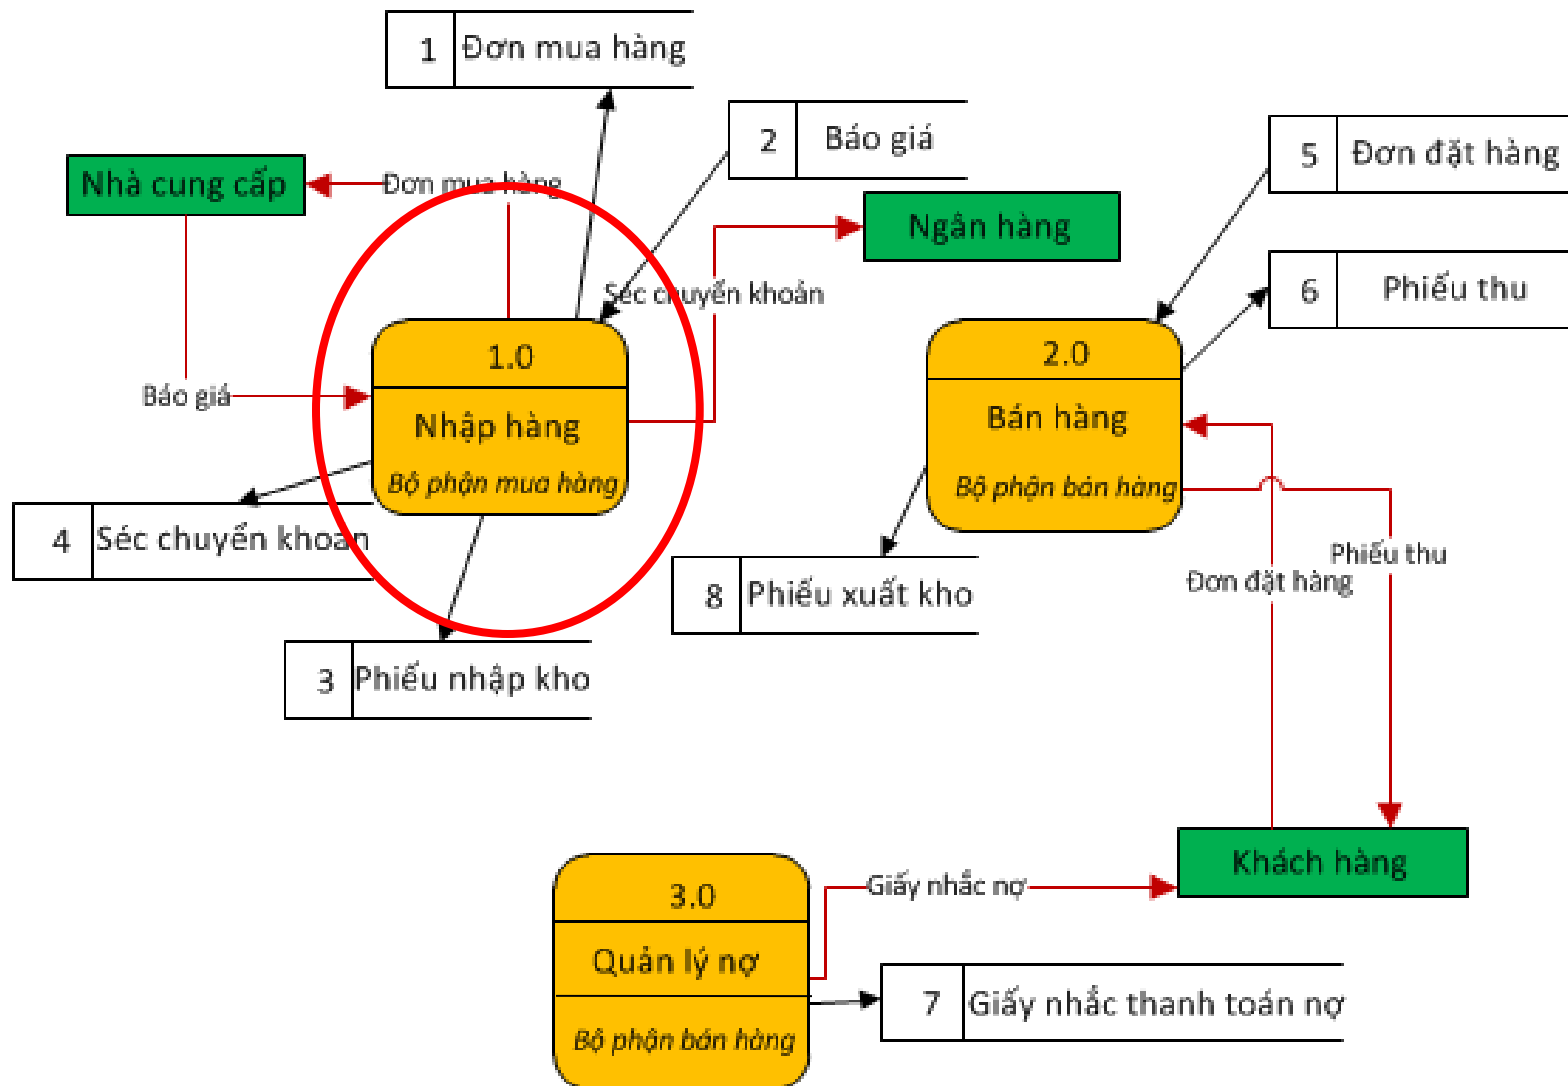 1 Đơn mua hàng
2 Báo giá
5 Đơn đặt hàng
Nhà cung cấp
Đơn mua hàng
Ngân hàng
6 Phiếu thu
Séc chuyển khoản
1.0
2.0
Báo giá
Nhập hàng
Bán hàng
Bộ phận mua hàng
Bộ phận bán hàng
4 Séc chuyển khoản
Phiếu thu
Đơn đặt hàng
8 Phiếu xuất kho
3 Phiếu nhập kho
Khách hàng
3.0
Giấy nhắc nợ
Quản lý nợ
7 Giấy nhắc thanh toán nợ
Bộ phận bán hàng